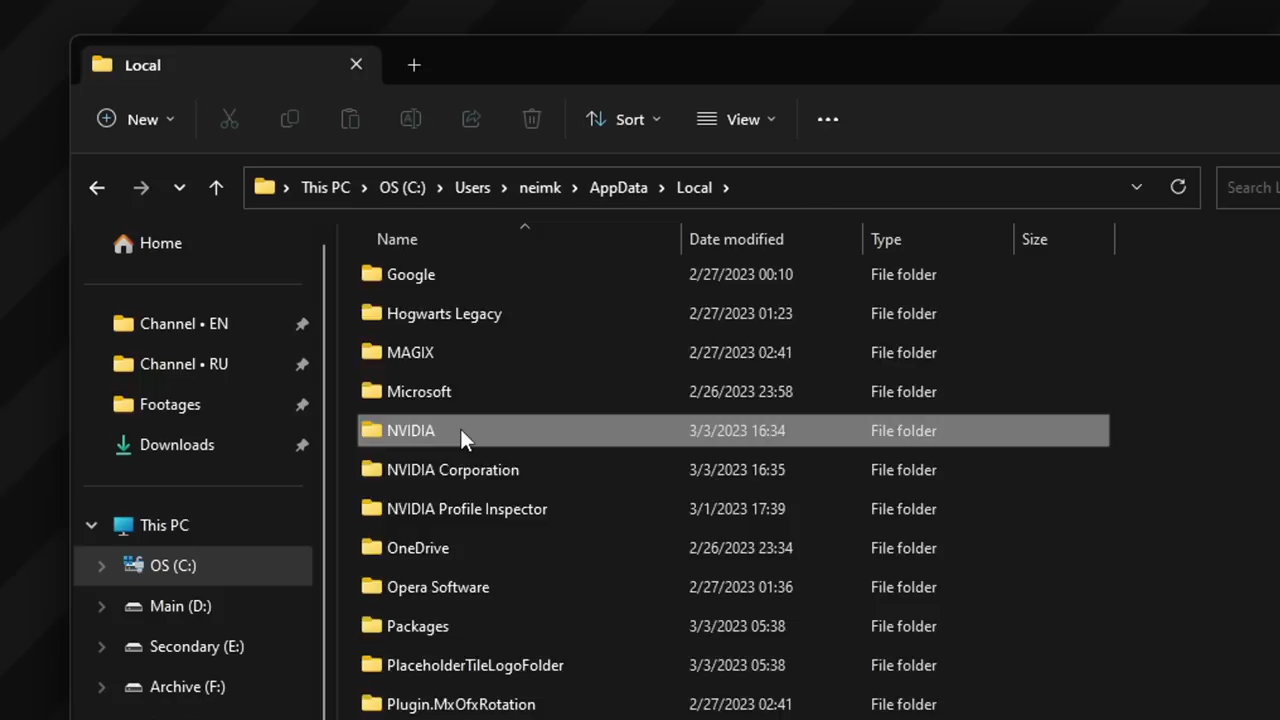 Local
New
Sort
View
This PC > OS (C:) > Users > neimk > AppData > Local >
Search L
Home
Channel • EN
Channel • RU
Footages
Downloads
This PC
OS (C:)
Main (D:)
Secondary (E:)
Archive (F:)
Name Date modified Type Size
Google 2/27/2023 00:10 File folder
Hogwarts Legacy 2/27/2023 01:23 File folder
MAGIX 2/27/2023 02:41 File folder
Microsoft 2/26/2023 23:58 File folder
NVIDIA 3/3/2023 16:34 File folder
NVIDIA Corporation 3/3/2023 16:35 File folder
NVIDIA Profile Inspector 3/1/2023 17:39 File folder
OneDrive 2/26/2023 23:34 File folder
Opera Software 2/27/2023 01:36 File folder
Packages 3/3/2023 05:38 File folder
PlaceholderTileLogoFolder 3/3/2023 05:38 File folder
Plugin.MxOfxRotation 2/27/2023 02:41 File folder